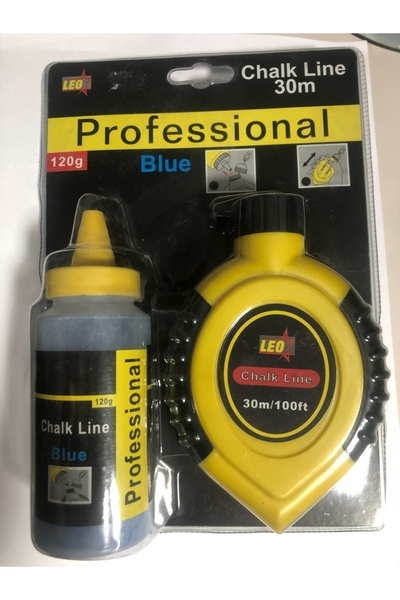 LEO
Chalk Line
30m
Professional
120g
Blue
LEO
Chalk Line
30m/100ft
120g
Chalk Line
Blue
Professional